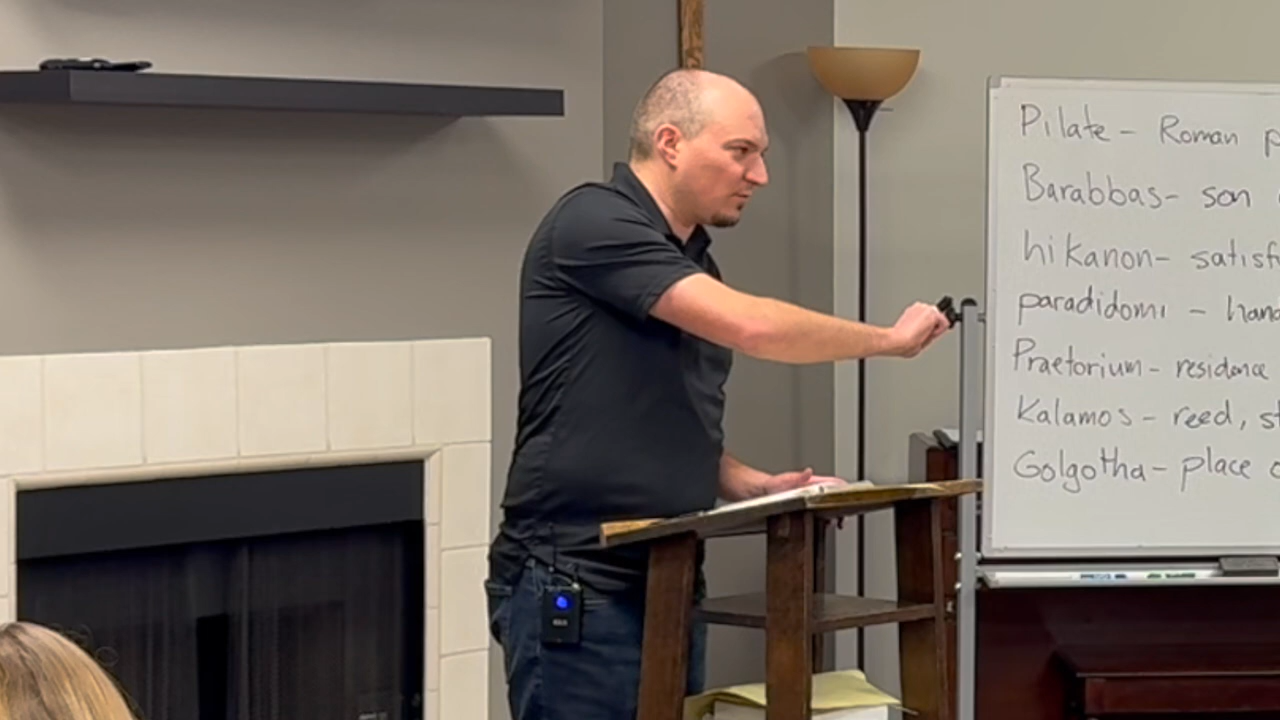 Pilate - Roman p
Barabbas - son
hikanon - satisf
paradidomi - hand
Praetorium - residence
Kalamos - reed, st
Golgotha - place o